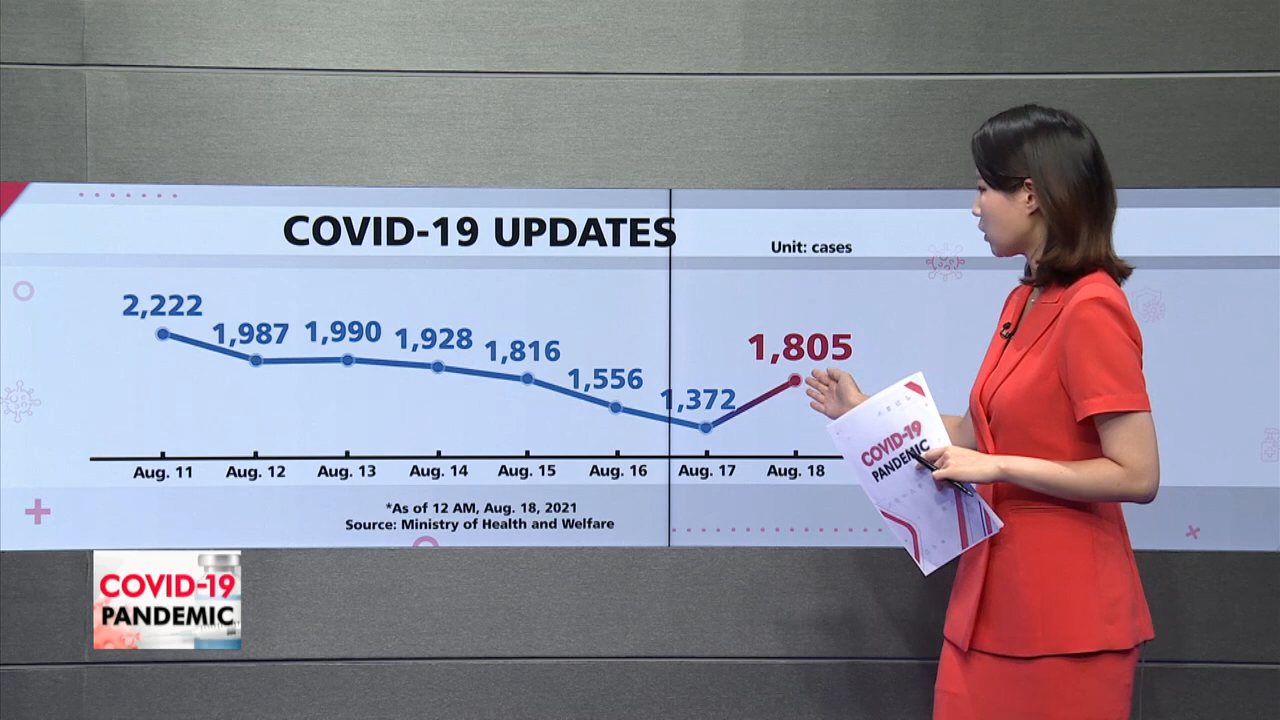 COVID-19 UPDATES
Unit: cases
2,222
1,987
1,990
1,928
1,816
1,556
1,372
1,805
Aug. 11
Aug. 12
Aug. 13
Aug. 14
Aug. 15
Aug. 16
Aug. 17
Aug. 18
*As of 12 AM, Aug. 18, 2021
Source: Ministry of Health and Welfare
COVID-19
PANDEMIC
COVID-19
PANDEMIC